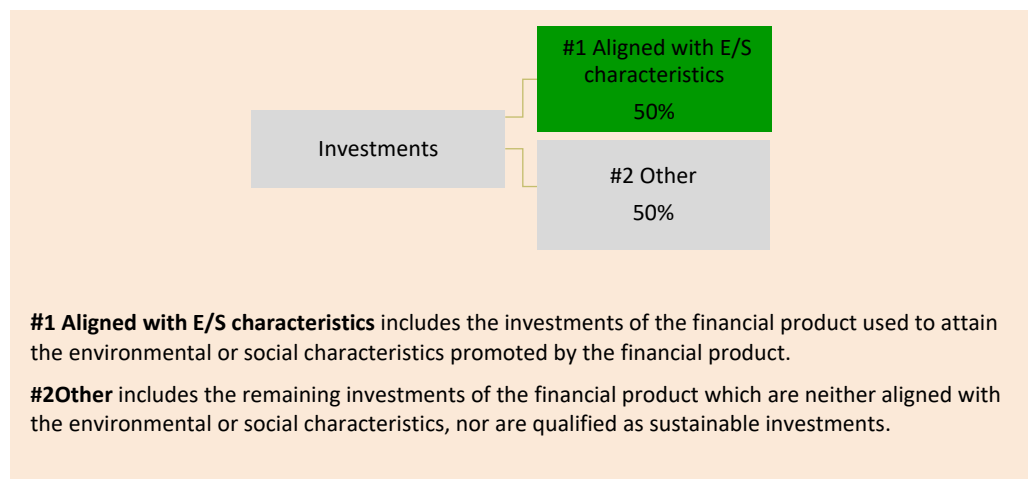 #1 Aligned with E/S
characteristics
50%
Investments
#2 Other
50%
#1 Aligned with E/S characteristics includes the investments of the financial product used to attain
the environmental or social characteristics promoted by the financial product.
#2Other includes the remaining investments of the financial product which are neither aligned with
the environmental or social characteristics, nor are qualified as sustainable investments.